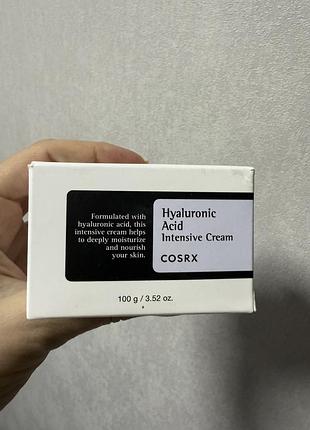 Formulated with
hyaluronic acid, this
intensive cream helps
to deeply moisturize
and nourish
your skin.
Hyaluronic
Acid
Intensive Cream
COSRX
100 g / 3.52 oz.